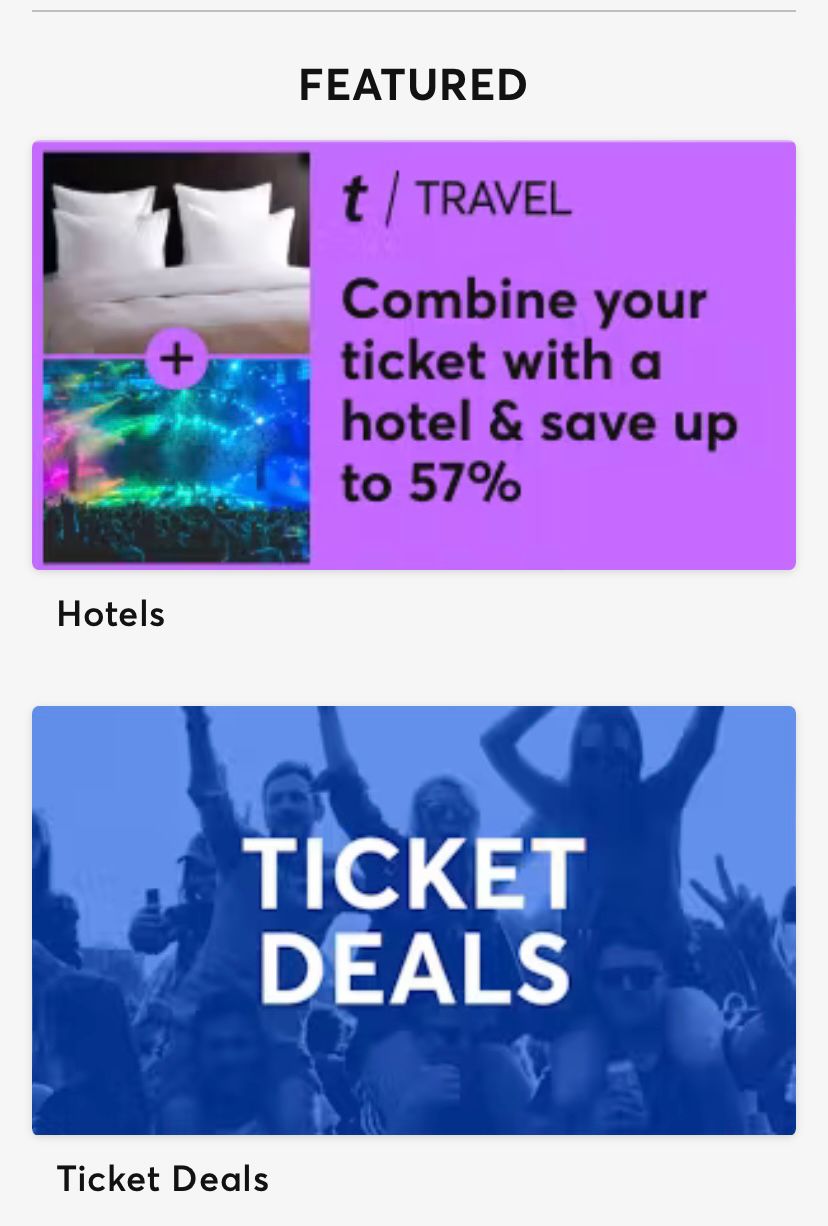 FEATURED
t / TRAVEL
Combine your
ticket with a
hotel & save up
to 57%
+
Hotels
TICKET
DEALS
Ticket Deals